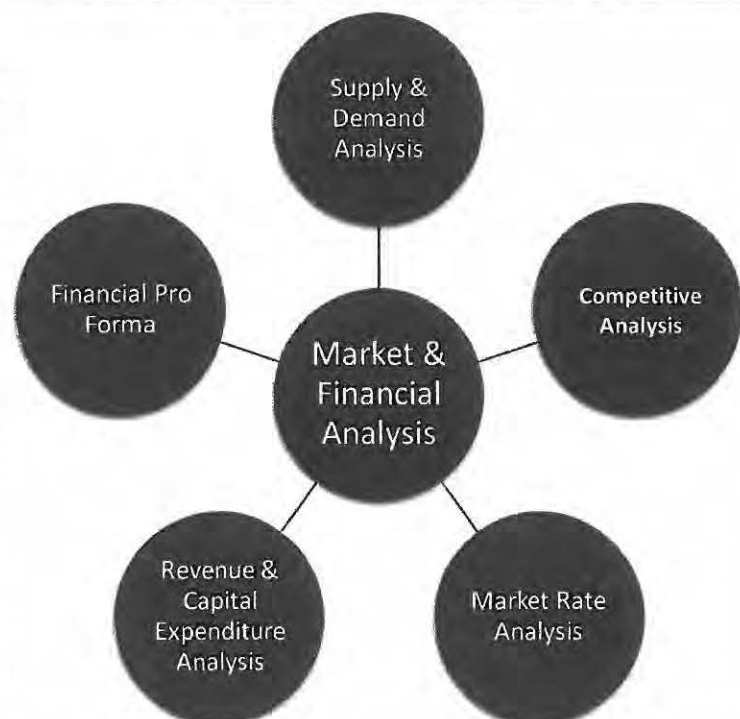 Supply &
Demand
Analysis
Financial Pro
Forma
Competitive
Analysis
Market &
Financial
Analysis
Revenue &
Capital
Expenditure
Analysis
Market Rate
Analysis